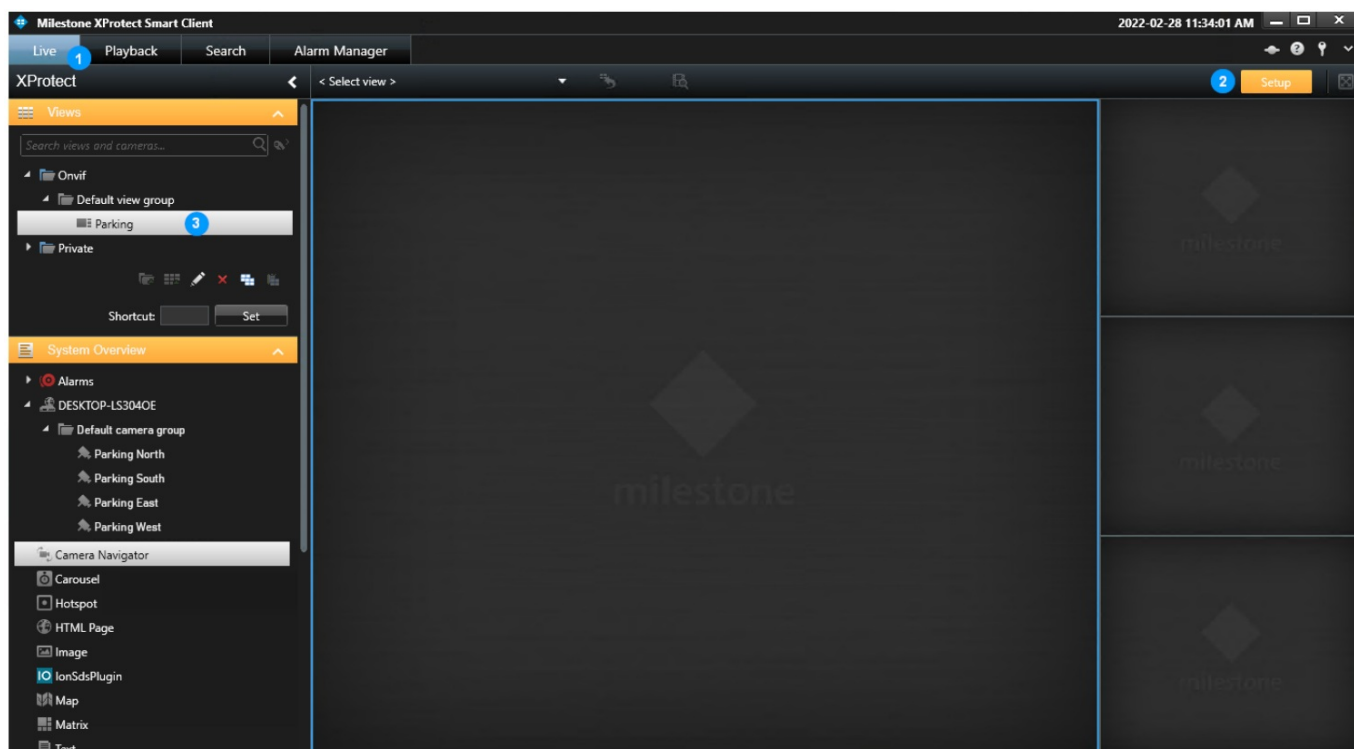 Milestone XProtect Smart Client
2022-02-28 11:34:01 AM
Live 1 Playback Search Alarm Manager
XProtect
< Select view >
2 Setup
Views
Search views and cameras...
Onvif
Default view group
Parking 3
Private
Shortcut: Set
System Overview
Alarms
DESKTOP-LS304OE
Default camera group
Parking North
Parking South
Parking East
Parking West
Camera Navigator
Carousel
Hotspot
HTML Page
Image
IO IonSdsPlugin
Map
Matrix
Text
milestone
milestone
milestone
milestone